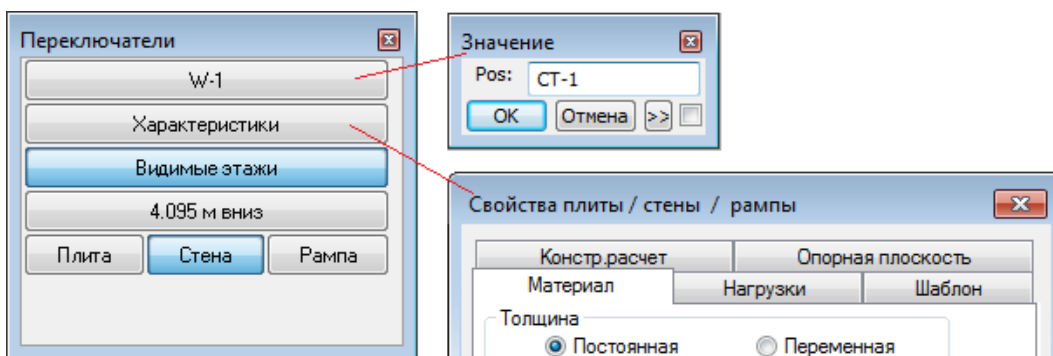 Переключатели
W-1
Характеристики
Видимые этажи
4.095 м вниз
Плита Стена Рампа
Значение
Pos: СТ-1
OK Отмена >>
Свойства плиты / стены / рампы
Констр.расчет Опорная плоскость
Материал Нагрузки Шаблон
Толщина
Постоянная Переменная